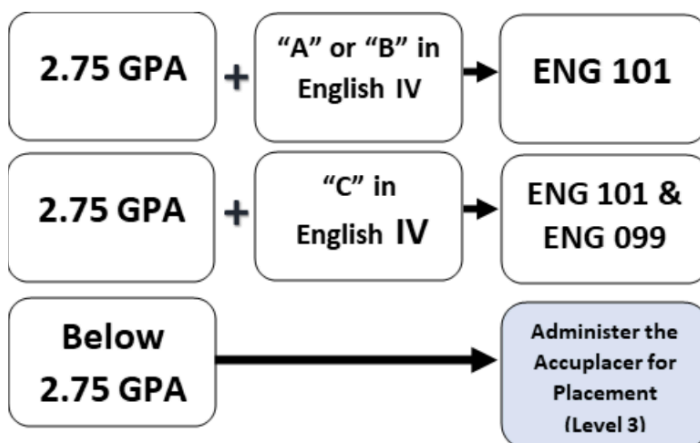 2.75 GPA
+
“A” or “B” in
English IV
ENG 101
2.75 GPA
+
“C” in
English IV
ENG 101 &
ENG 099
Below
2.75 GPA
Administer the
Accuplacer for
Placement
(Level 3)